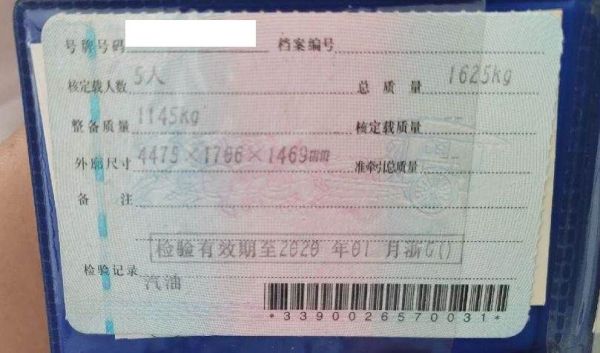 号牌号码 档案编号
核定载人数 5人 总质量 1625kg
整备质量 1145kg 核定载质量
外廓尺寸 4475×1706×1469mm 准牵引总质量
备注
检验有效期至2020年01月浙G()
检验记录
汽油
*3390026570031*